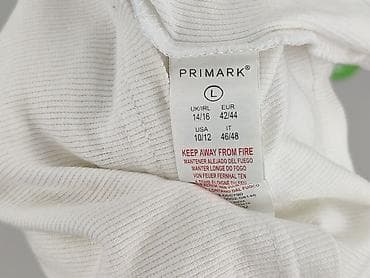 PRIMARK®
L
UK/IRL EUR
14/16 42/44
USA IT
10/12 46/48
KEEP AWAY FROM FIRE
MANTENER ALEJADO DEL FUEGO
MANTER LONGE DO FOGO
VON FEUER FERNHALTEN